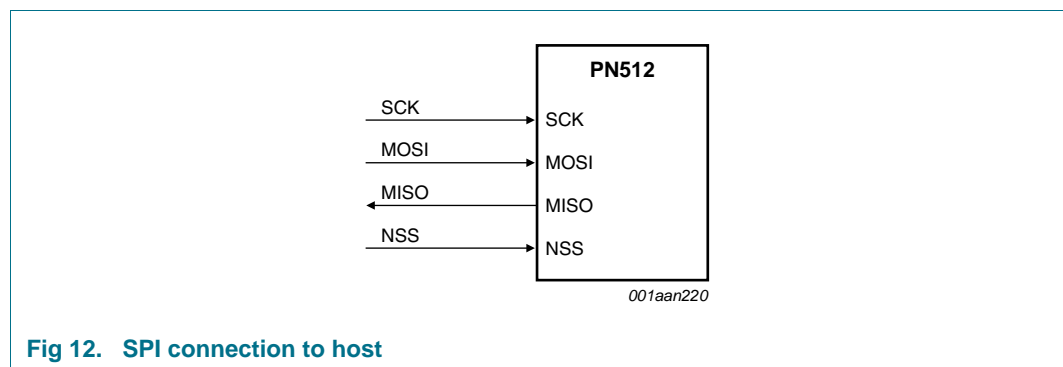 PN512
SCK SCK
MOSI MOSI
MISO MISO
NSS NSS
001aan220
Fig 12. SPI connection to host